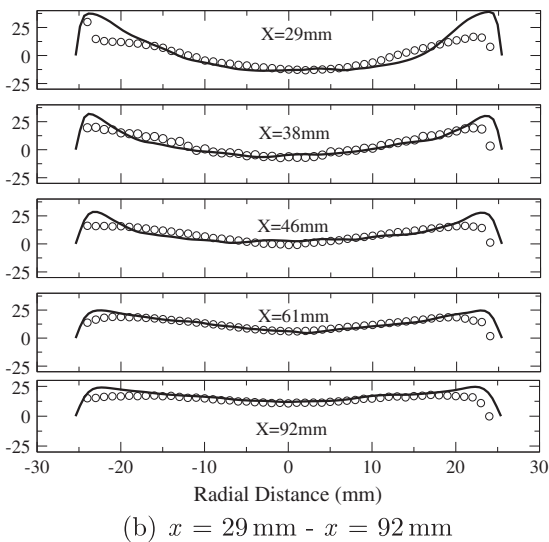 25
0
-25
X=29mm
25
0
-25
X=38mm
25
0
-25
X=46mm
25
0
-25
X=61mm
25
0
-25
X=92mm
-30 -20 -10 0 10 20 30
Radial Distance (mm)
(b) x = 29 mm - x = 92 mm